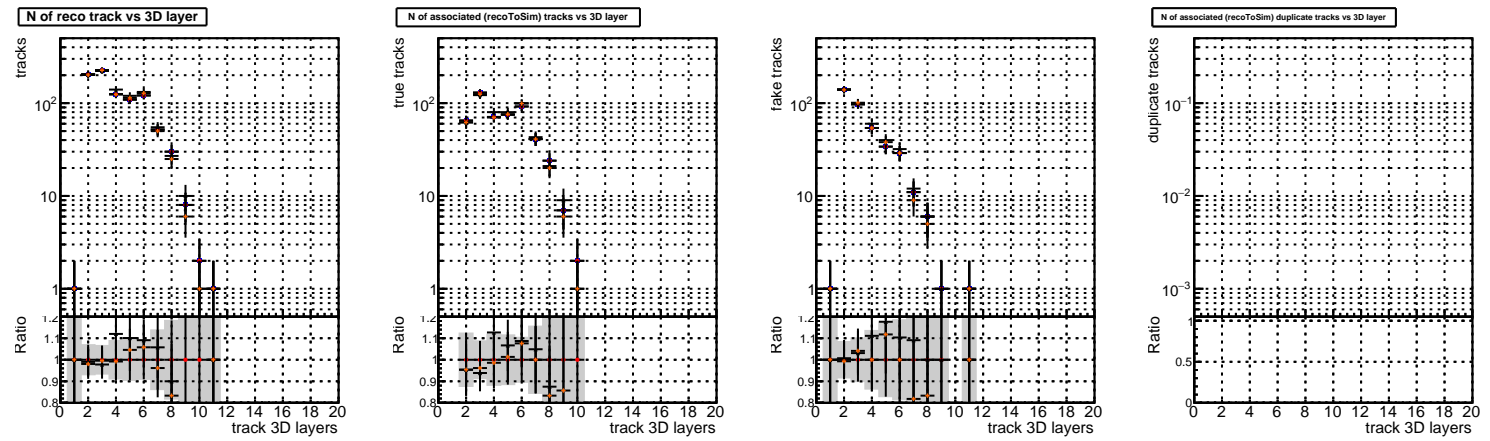 N of reco track vs 3D layer
tracks
10²
10
1
Ratio
1.2
1.1
1
0.9
0.8
0 2 4 6 8 10 12 14 16 18 20
track 3D layers
N of associated (recoToSim) tracks vs 3D layer
true tracks
10²
10
1
Ratio
1.2
1.1
1
0.9
0.8
0 2 4 6 8 10 12 14 16 18 20
track 3D layers
fake tracks
10²
10
1
Ratio
1.2
1.1
1
0.9
0.8
0 2 4 6 8 10 12 14 16 18 20
track 3D layers
N of associated (recoToSim) duplicate tracks vs 3D layer
duplicate tracks
10⁻¹
10⁻²
10⁻³
Ratio
1
0.5
0
0 2 4 6 8 10 12 14 16 18 20
track 3D layers